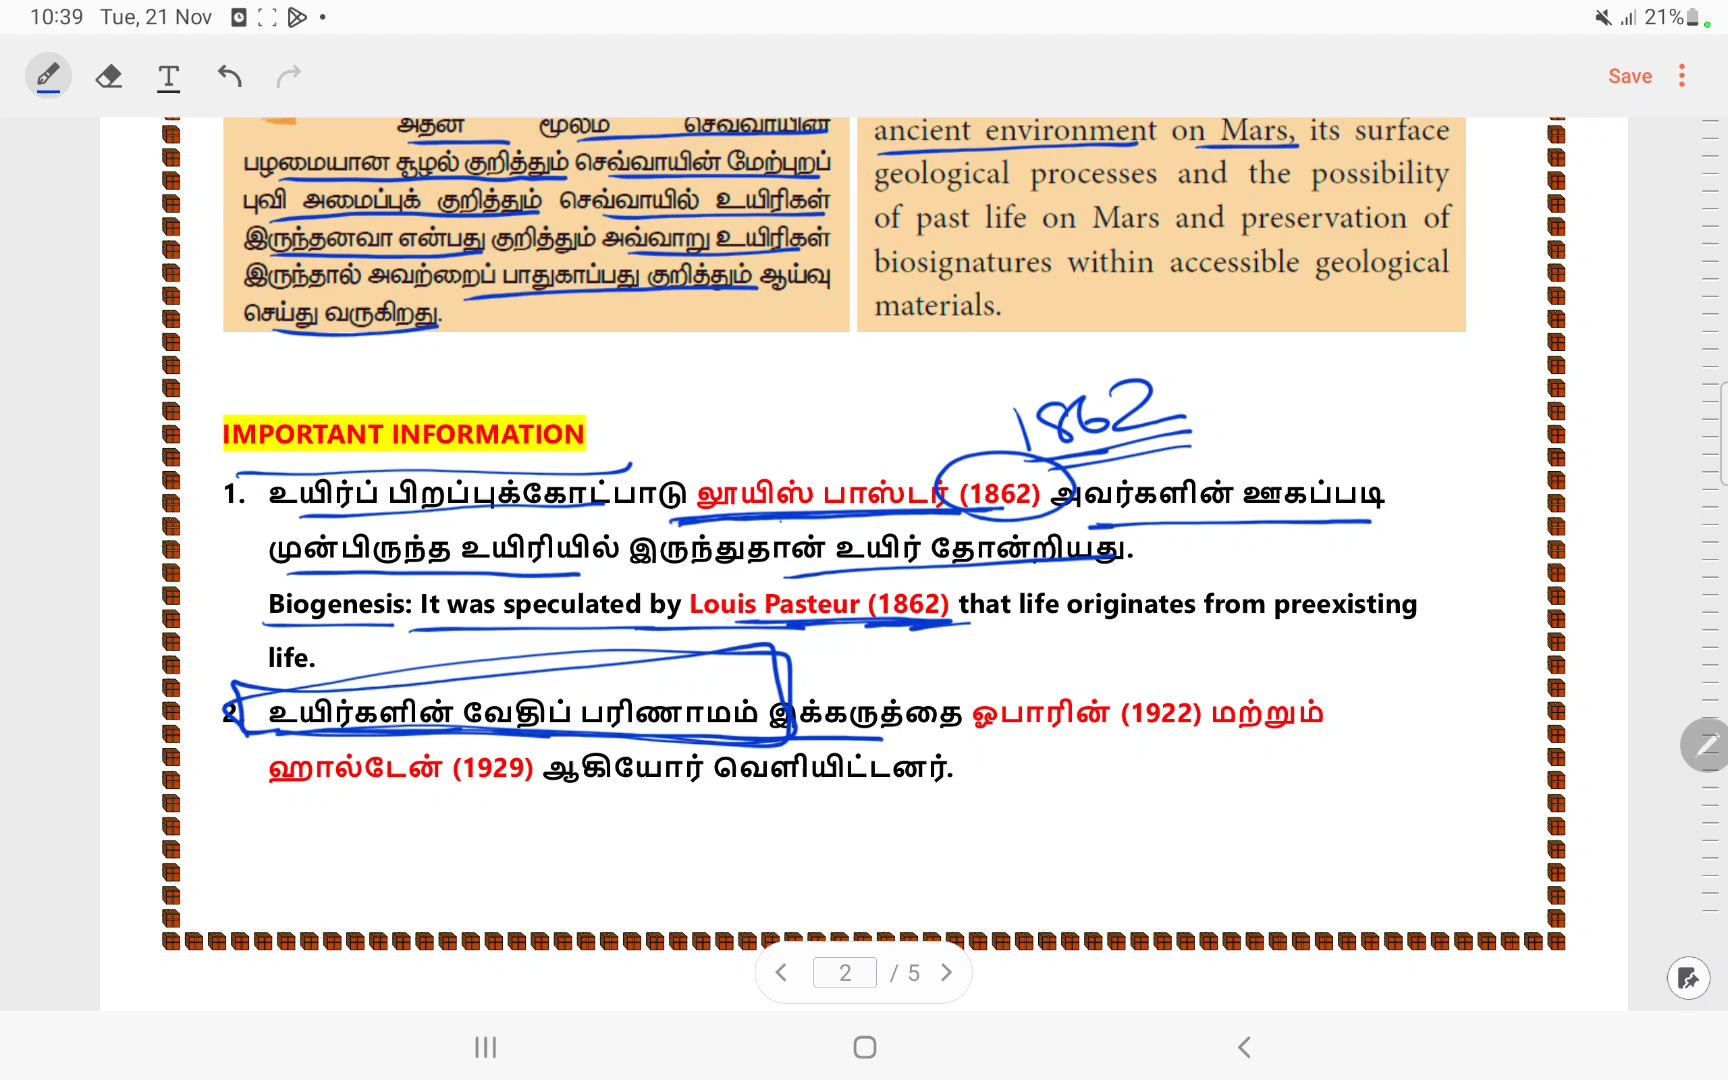 10:39 Tue, 21 Nov
21%
Save
அதன் மூலம் செவ்வாயின்
பழமையான சூழல் குறித்தும் செவ்வாயின் மேற்புறப்
புவி அமைப்புக் குறித்தும் செவ்வாயில் உயிரிகள்
இருந்தனவா என்பது குறித்தும் அவ்வாறு உயிரிகள்
இருந்தால் அவற்றைப் பாதுகாப்பது குறித்தும் ஆய்வு
செய்து வருகிறது.
ancient environment on Mars, its surface
geological processes and the possibility
of past life on Mars and preservation of
biosignatures within accessible geological
materials.
1862
IMPORTANT INFORMATION
1. உயிர்ப் பிறப்புக்கோட்பாடு லூயிஸ் பாஸ்டர் (1862) அவர்களின் ஊகப்படி
முன்பிருந்த உயிரியில் இருந்துதான் உயிர் தோன்றியது.
Biogenesis: It was speculated by Louis Pasteur (1862) that life originates from preexisting
life.
2. உயிர்களின் வேதிப் பரிணாமம் இக்கருத்தை ஓபாரின் (1922) மற்றும்
ஹால்டேன் (1929) ஆகியோர் வெளியிட்டனர்.
2 / 5